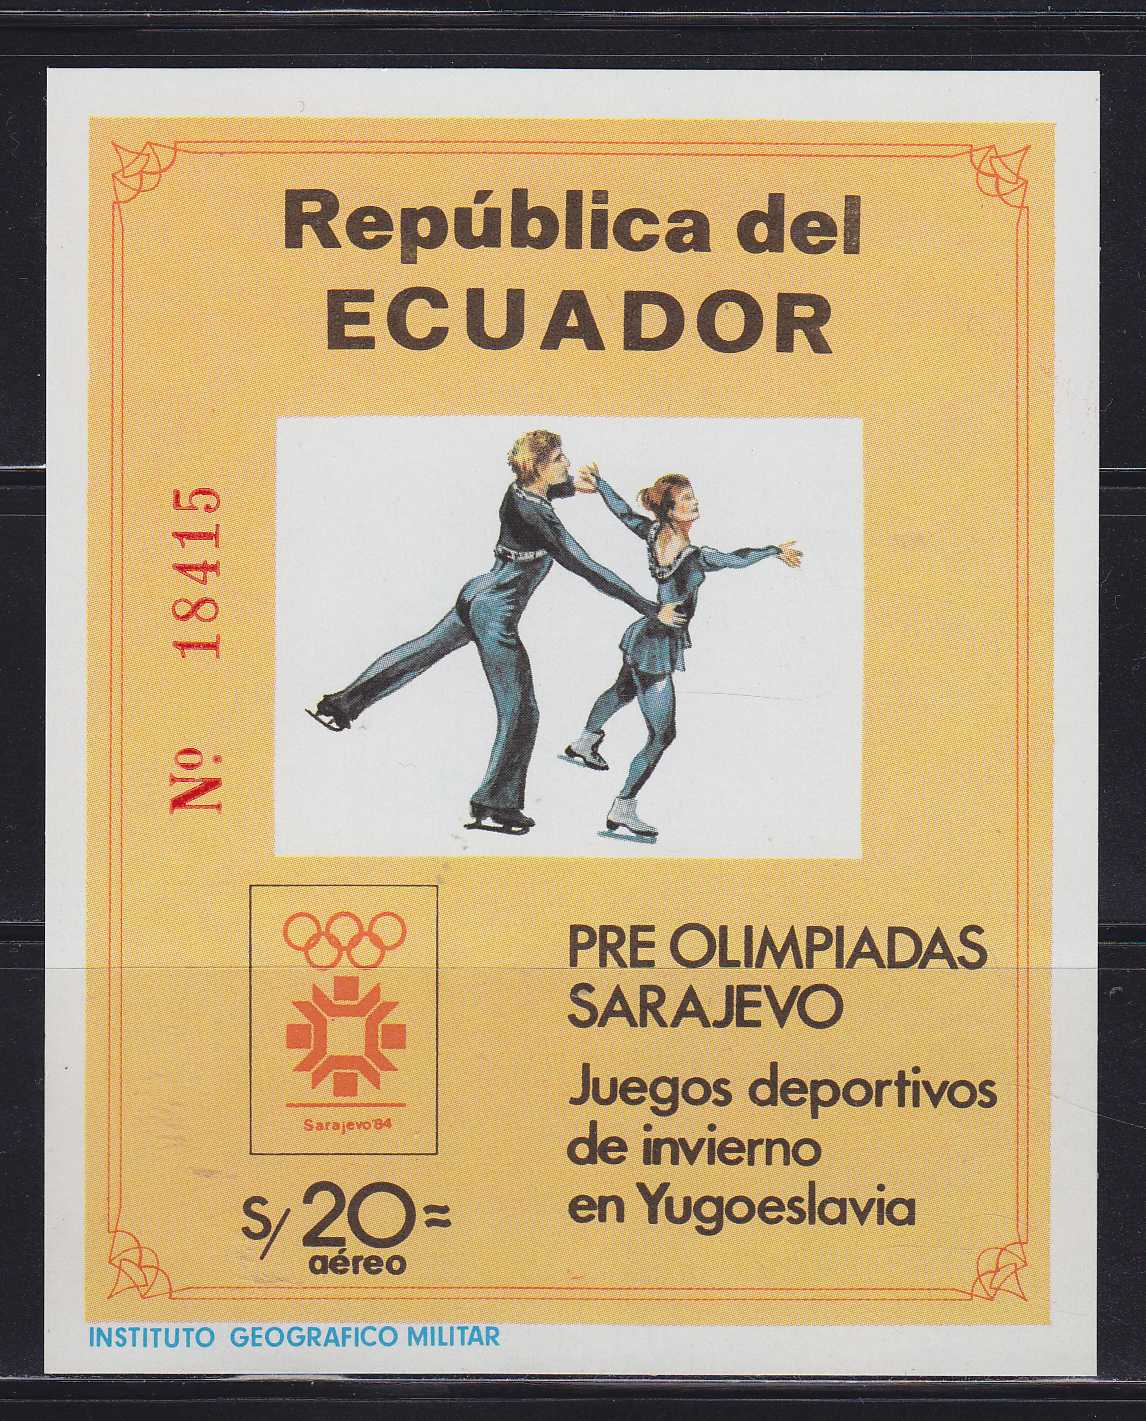 República del
ECUADOR
Nº. 18415
PRE OLIMPIADAS
SARAJEVO
Juegos deportivos
de invierno
en Yugoeslavia
Sarajevo'84
S/20=
aéreo
INSTITUTO GEOGRAFICO MILITAR